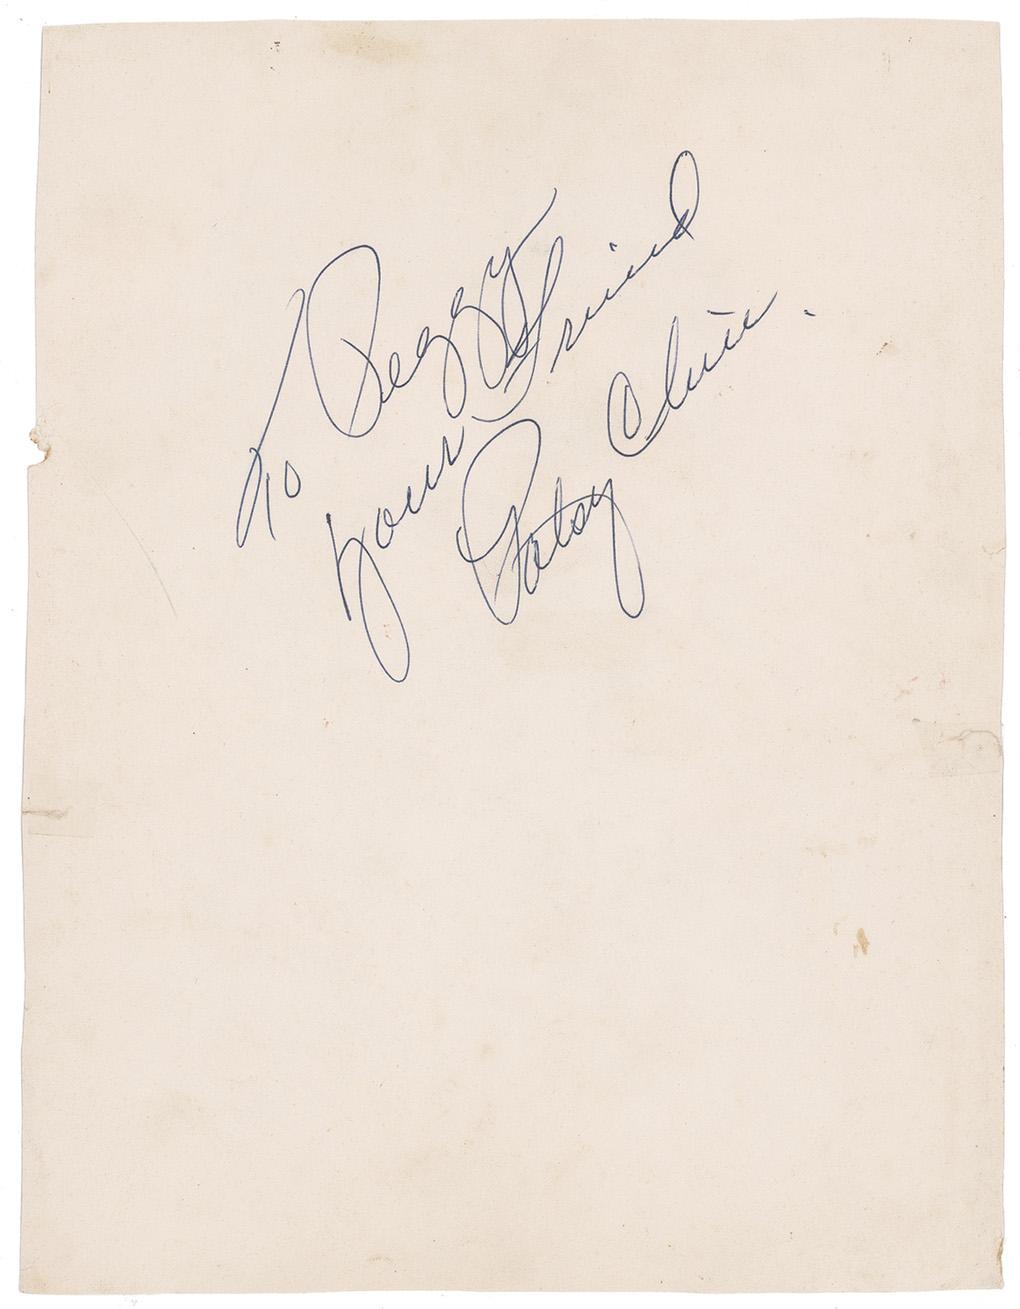 To Peggy
your Friend
Patsy Cline.